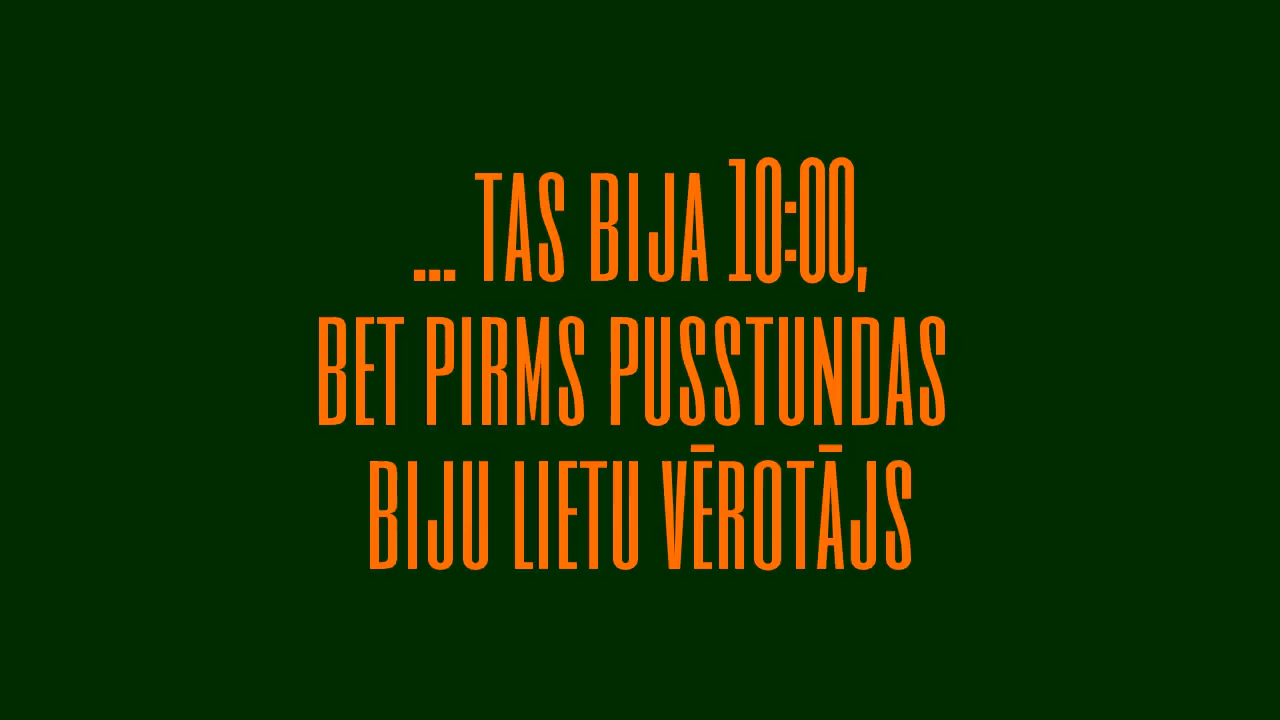 ... TAS BIJA 10:00,
BET PIRMS PUSSTUNDAS
BIJU LIETU VĒROTĀJS